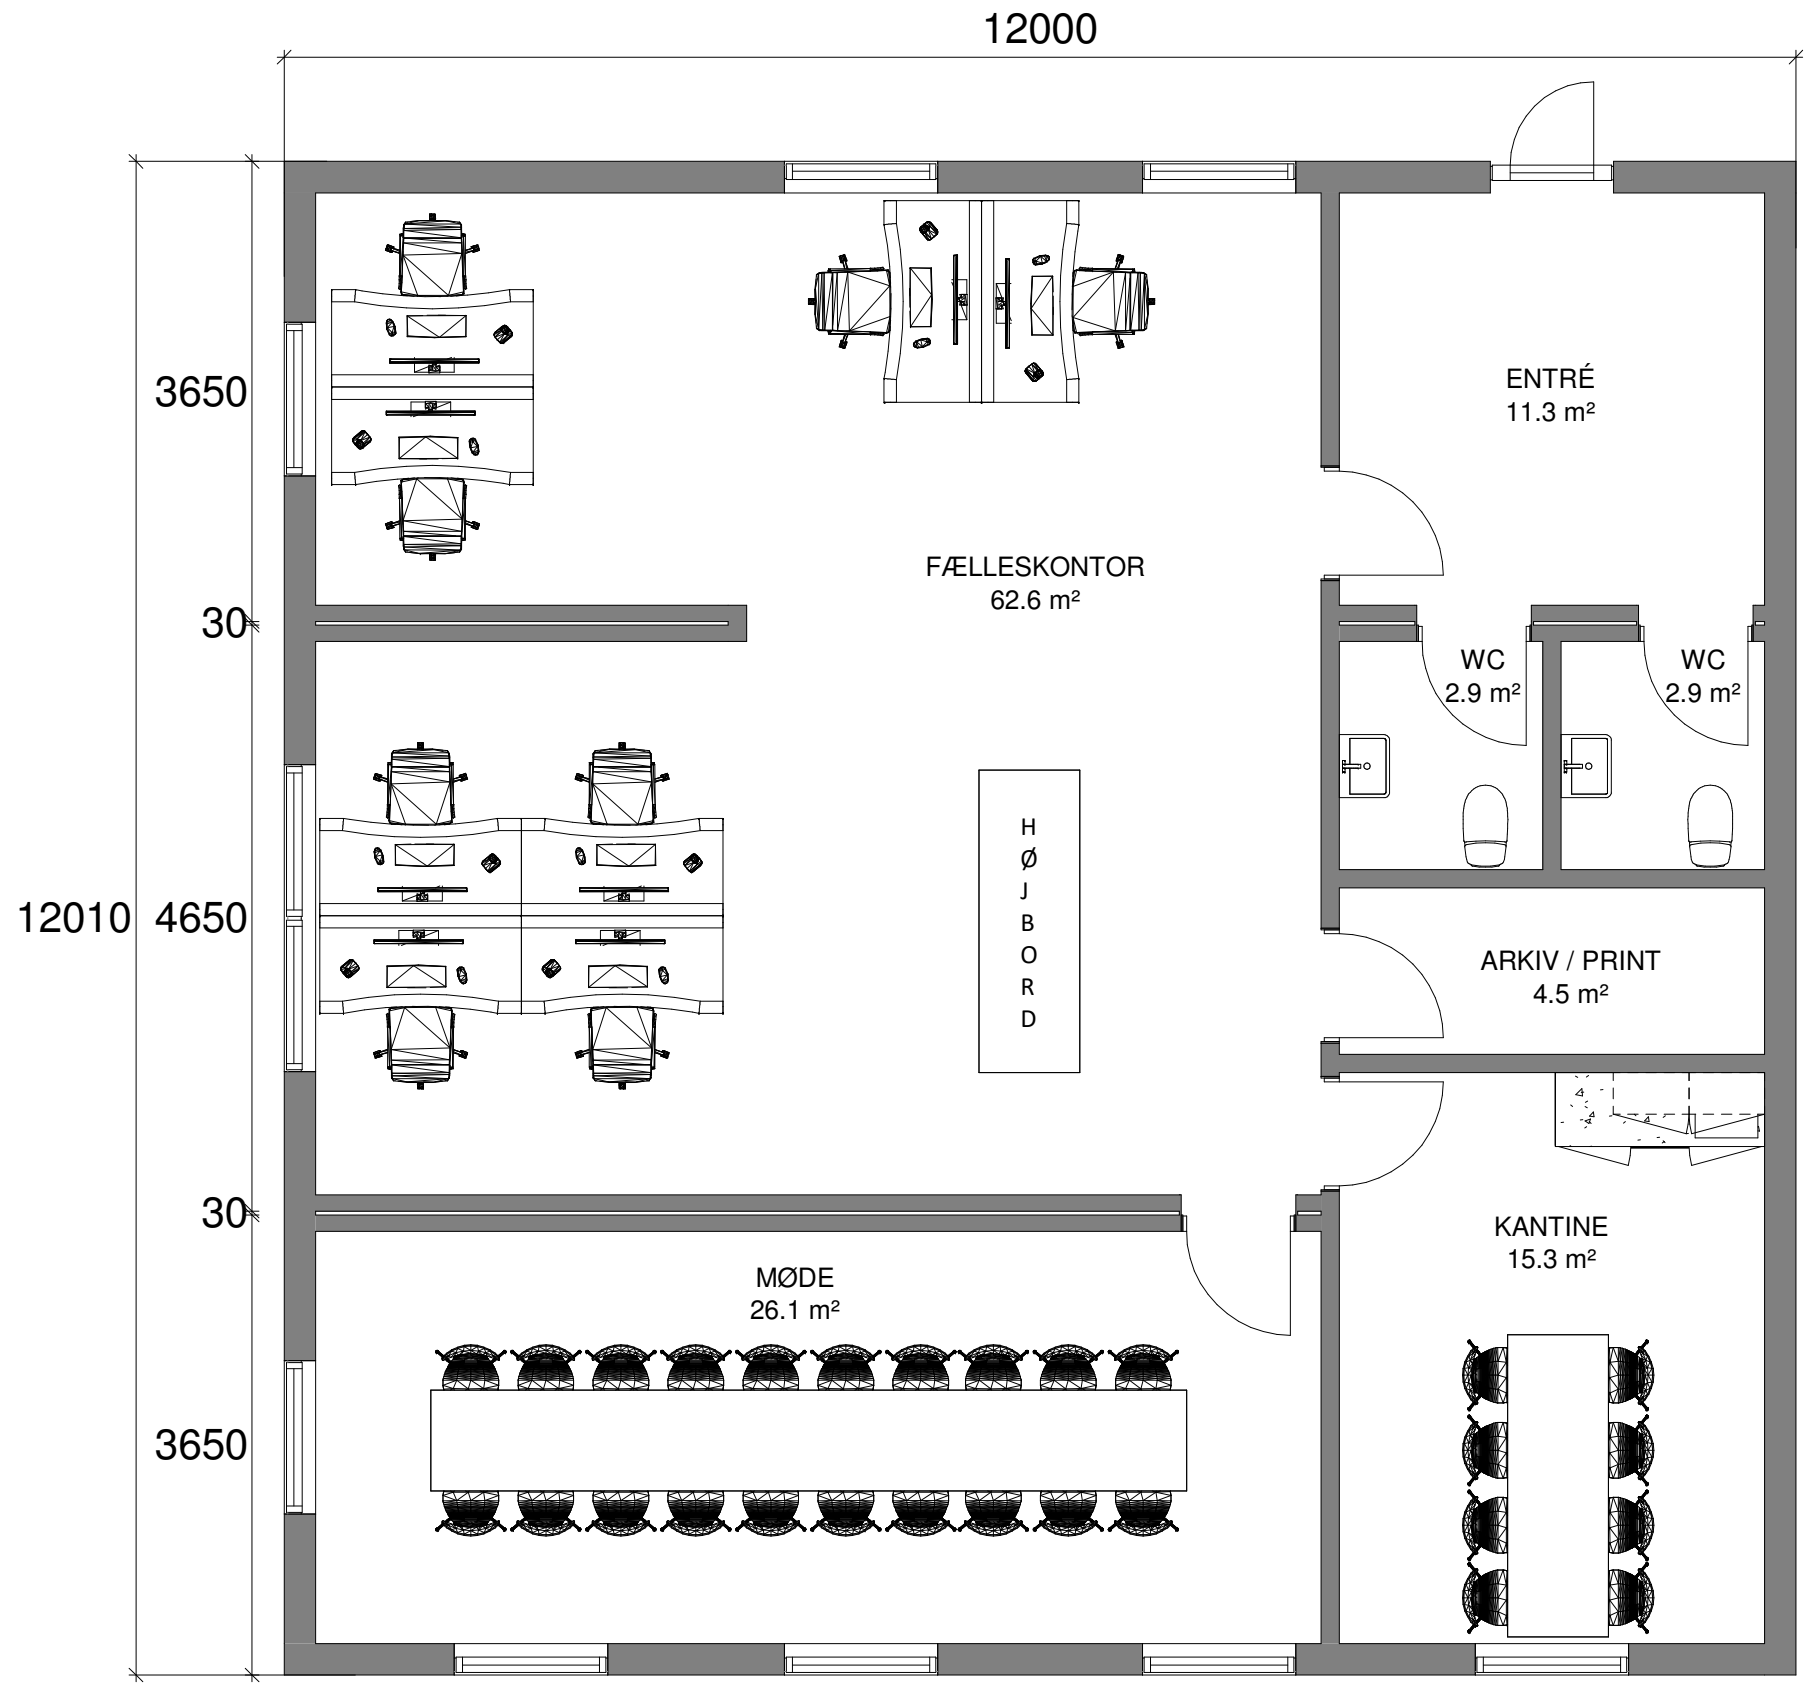 12000
3650
ENTRÉ
11.3 m²
FÆLLESKONTOR
62.6 m²
30
WC
2.9 m²
WC
2.9 m²
H
Ø
J
B
O
R
D
12010
4650
ARKIV / PRINT
4.5 m²
30
KANTINE
15.3 m²
MØDE
26.1 m²
3650